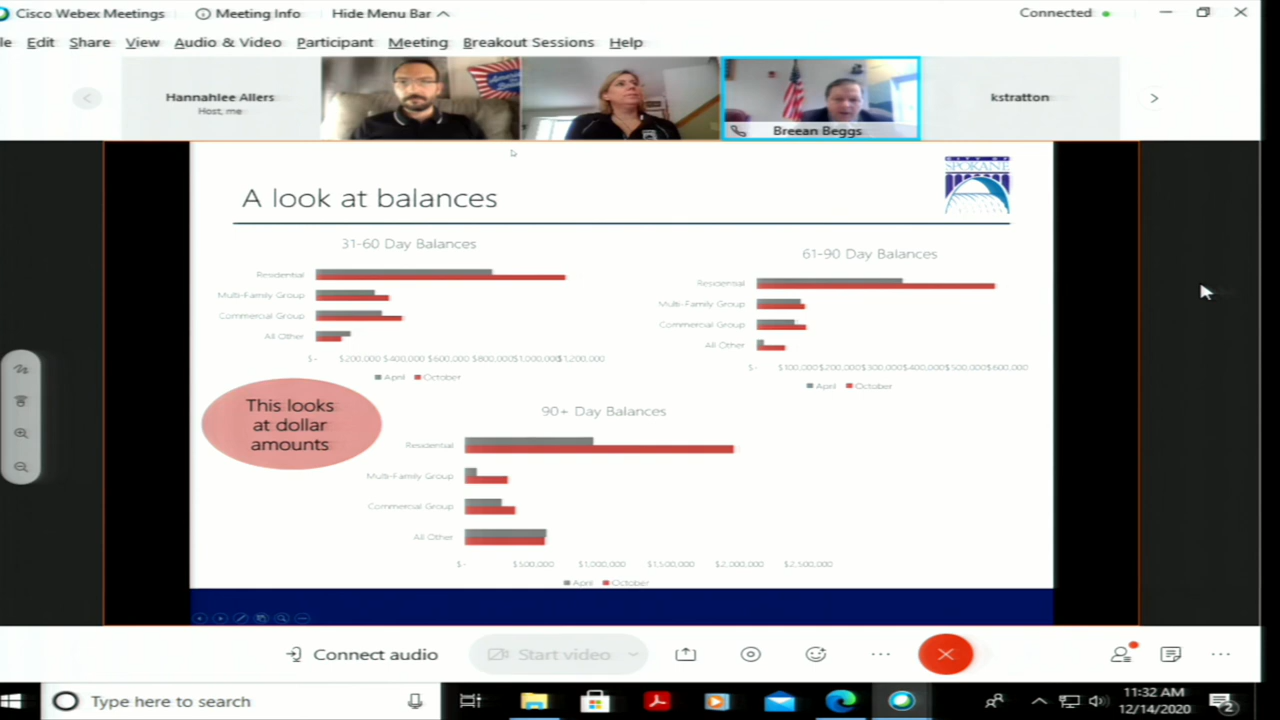 Cisco Webex Meetings
Meeting Info
Hide Menu Bar
Connected
Edit Share View Audio & Video Participant Meeting Breakout Sessions Help
Hannahlee Allers
Host, me
Breean Beggs
kstratton
CITY OF
SPOKANE
A look at balances
31-60 Day Balances
Residential
Multi-Family Group
Commercial Group
All Other
$- $200,000 $400,000 $600,000 $800,000 $1,000,000 $1,200,000
April October
61-90 Day Balances
Residential
Multi-Family Group
Commercial Group
All Other
$- $100,000 $200,000 $300,000 $400,000 $500,000 $600,000
April October
This looks
at dollar
amounts
90+ Day Balances
Residential
Multi-Family Group
Commercial Group
All Other
$- $500,000 $1,000,000 $1,500,000 $2,000,000 $2,500,000
April October
Connect audio
Start video
Type here to search
11:32 AM
12/14/2020
2